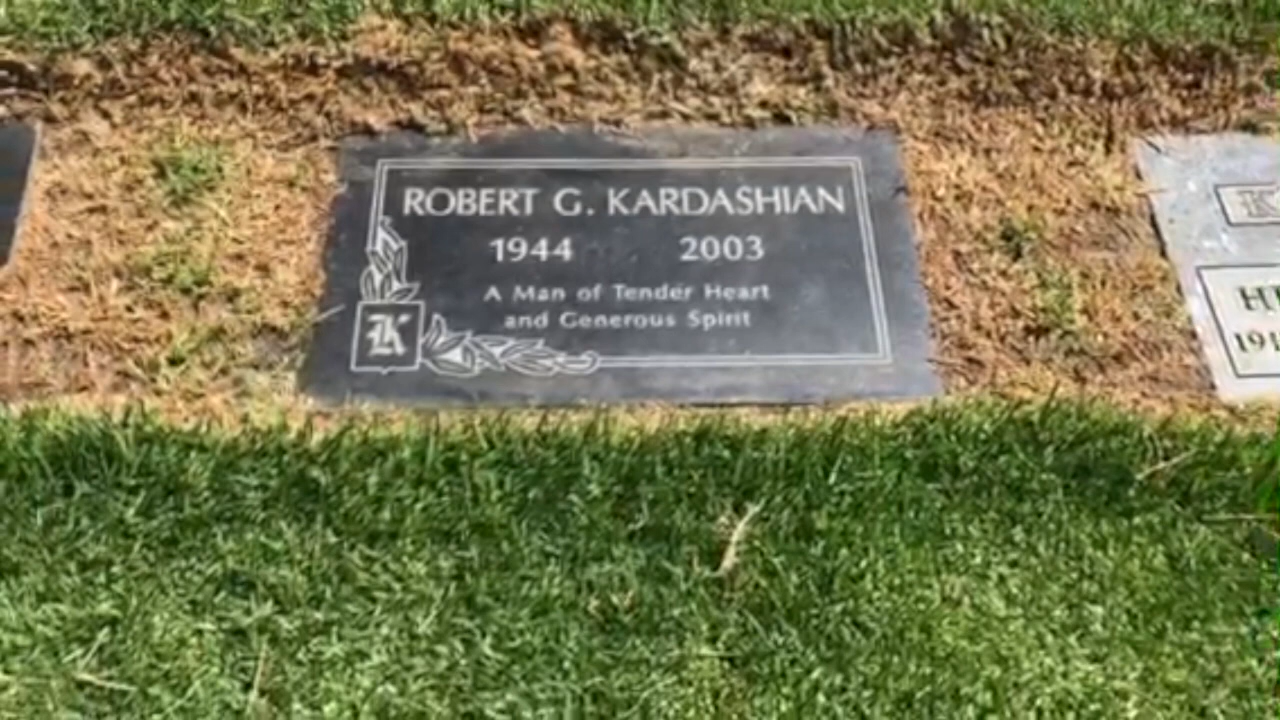 ROBERT G. KARDASHIAN
1944 2003
A Man of Tender Heart
and Generous Spirit
K